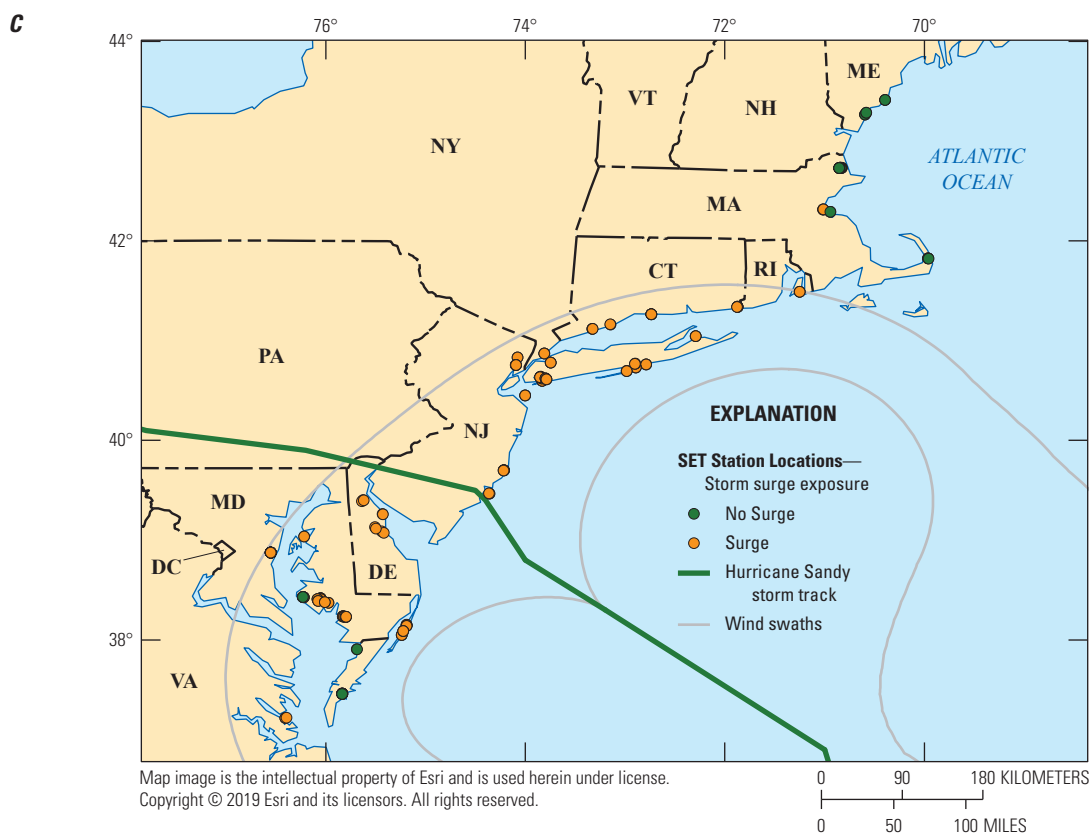 C
76° 74° 72° 70°
44°
ME
VT
NH
NY
ATLANTIC
OCEAN
MA
42°
CT
RI
PA
EXPLANATION
NJ
40°
SET Station Locations—
Storm surge exposure
MD
No Surge
Surge
DC
DE
Hurricane Sandy
storm track
Wind swaths
38°
VA
Map image is the intellectual property of Esri and is used herein under license.
Copyright © 2019 Esri and its licensors. All rights reserved.
0 90 180 KILOMETERS
0 50 100 MILES